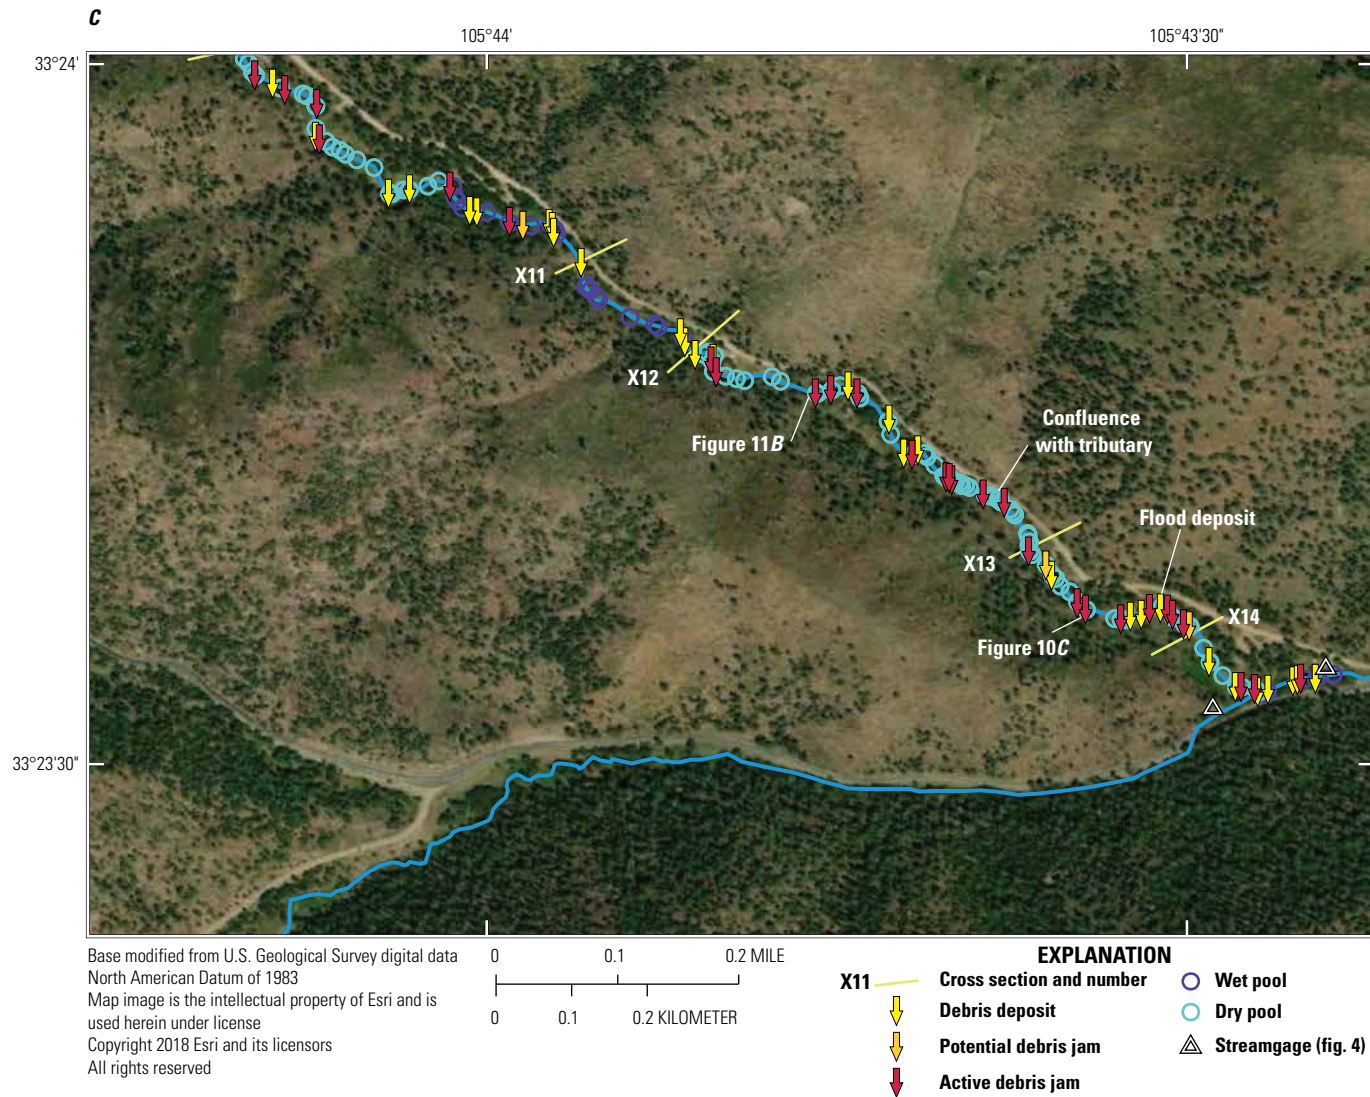 C
105°44' 105°43'30"
33°24'
X11
X12
Figure 11B
Confluence
with tributary
Flood deposit
X13
X14
Figure 10C
33°23'30"
Base modified from U.S. Geological Survey digital data
North American Datum of 1983
Map image is the intellectual property of Esri and is
used herein under license
Copyright 2018 Esri and its licensors
All rights reserved
0 0.1 0.2 MILE
0 0.1 0.2 KILOMETER
EXPLANATION
X11 Cross section and number
Debris deposit
Potential debris jam
Active debris jam
Wet pool
Dry pool
Streamgage (fig. 4)